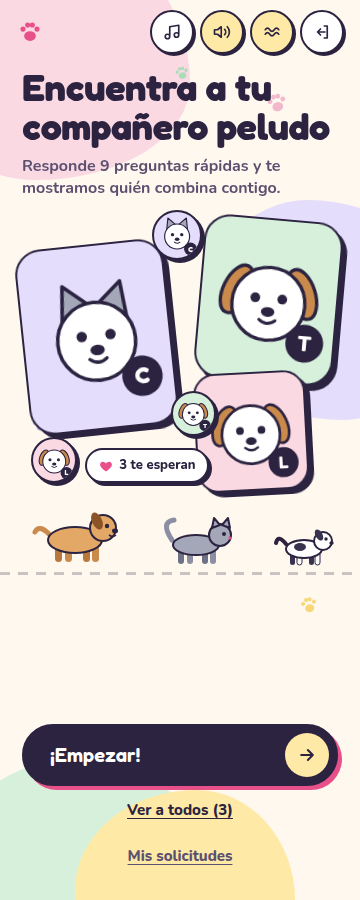 Encuentra a tu
compañero peludo
Responde 9 preguntas rápidas y te
mostramos quién combina contigo.
C
C
T
T
L
L
3 te esperan
¡Empezar!
Ver a todos (3)
Mis solicitudes